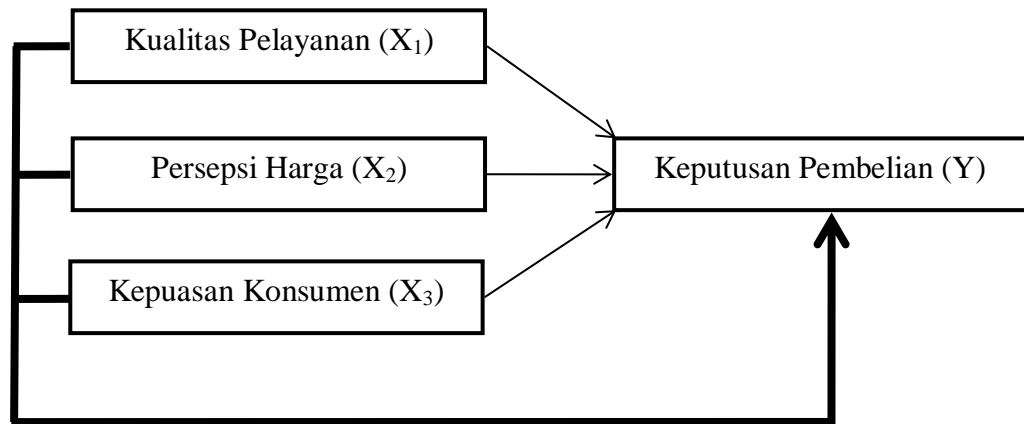 Kualitas Pelayanan (X₁)
Persepsi Harga (X₂)
Keputusan Pembelian (Y)
Kepuasan Konsumen (X₃)